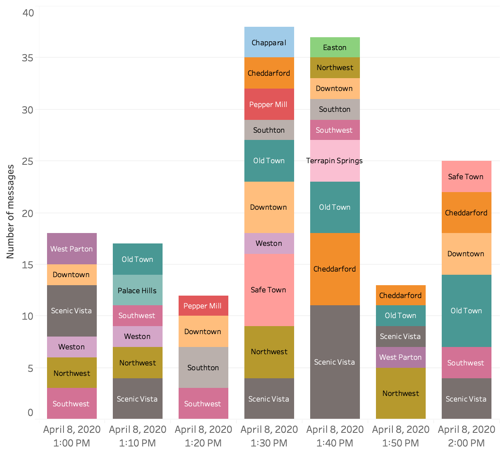 40
35
30
25
20
15
10
5
0
Number of messages
West Parton
Downtown
Scenic Vista
Weston
Northwest
Southwest
Old Town
Palace Hills
Southwest
Weston
Northwest
Scenic Vista
Pepper Mill
Downtown
Southton
Southwest
Chapparal
Cheddarford
Pepper Mill
Southton
Old Town
Downtown
Weston
Safe Town
Northwest
Scenic Vista
Easton
Northwest
Downtown
Southton
Southwest
Terrapin Springs
Old Town
Cheddarford
Scenic Vista
Cheddarford
Old Town
Scenic Vista
West Parton
Northwest
Safe Town
Cheddarford
Downtown
Old Town
Southwest
Scenic Vista
April 8, 2020
1:00 PM
April 8, 2020
1:10 PM
April 8, 2020
1:20 PM
April 8, 2020
1:30 PM
April 8, 2020
1:40 PM
April 8, 2020
1:50 PM
April 8, 2020
2:00 PM